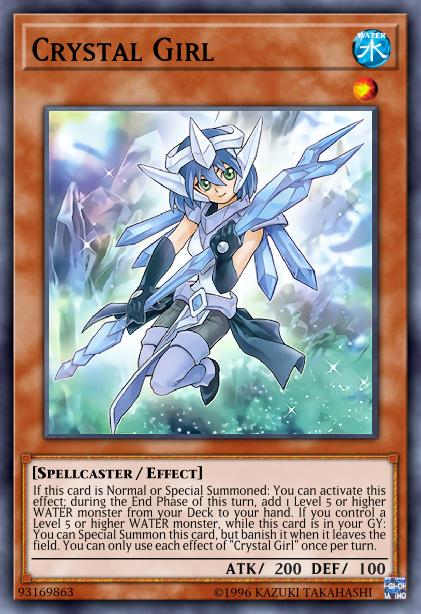 Crystal Girl
WATER
水
[Spellcaster / Effect]
If this card is Normal or Special Summoned: You can activate this
effect; during the End Phase of this turn, add 1 Level 5 or higher
WATER monster from your Deck to your hand. If you control a
Level 5 or higher WATER monster, while this card is in your GY:
You can Special Summon this card, but banish it when it leaves the
field. You can only use each effect of "Crystal Girl" once per turn.
ATK/ 200 DEF/ 100
93169863
©1996 KAZUKI TAKAHASHI